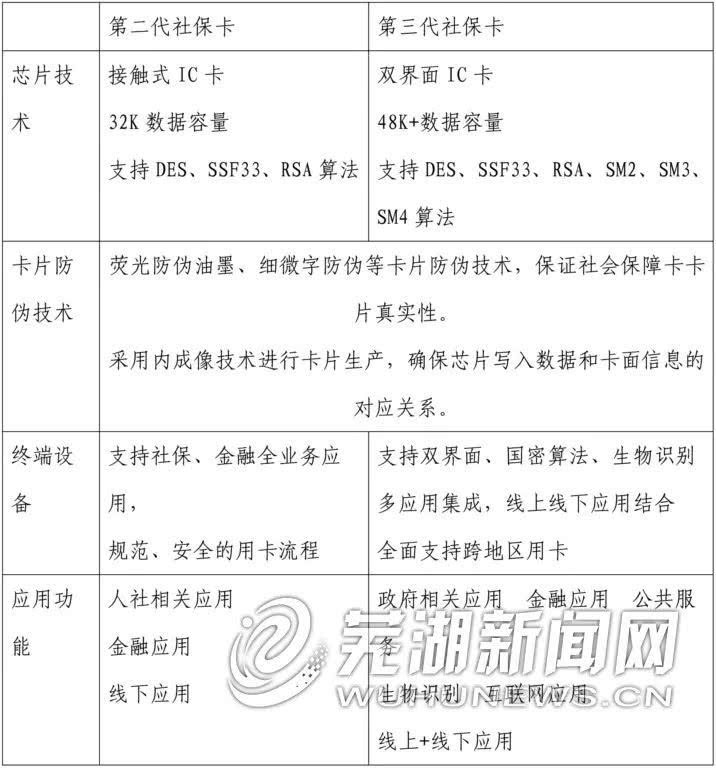 第二代社保卡
第三代社保卡
芯片技
术
接触式 IC 卡
32K 数据容量
支持 DES、SSF33、RSA 算法
双界面 IC 卡
48K+数据容量
支持 DES、SSF33、RSA、SM2、SM3、
SM4 算法
卡片防
伪技术
荧光防伪油墨、细微字防伪等卡片防伪技术，保证社会保障卡卡
片真实性。
采用内成像技术进行卡片生产，确保芯片写入数据和卡面信息的
对应关系。
终端设
备
支持社保、金融全业务应
用，
规范、安全的用卡流程
支持双界面、国密算法、生物识别
多应用集成，线上线下应用结合
全面支持跨地区用卡
应用功
能
人社相关应用
金融应用
线下应用
政府相关应用 金融应用 公共服
务
生物识别 互联网应用
线上+线下应用
芜湖新闻网
WUHUNEWS.CN